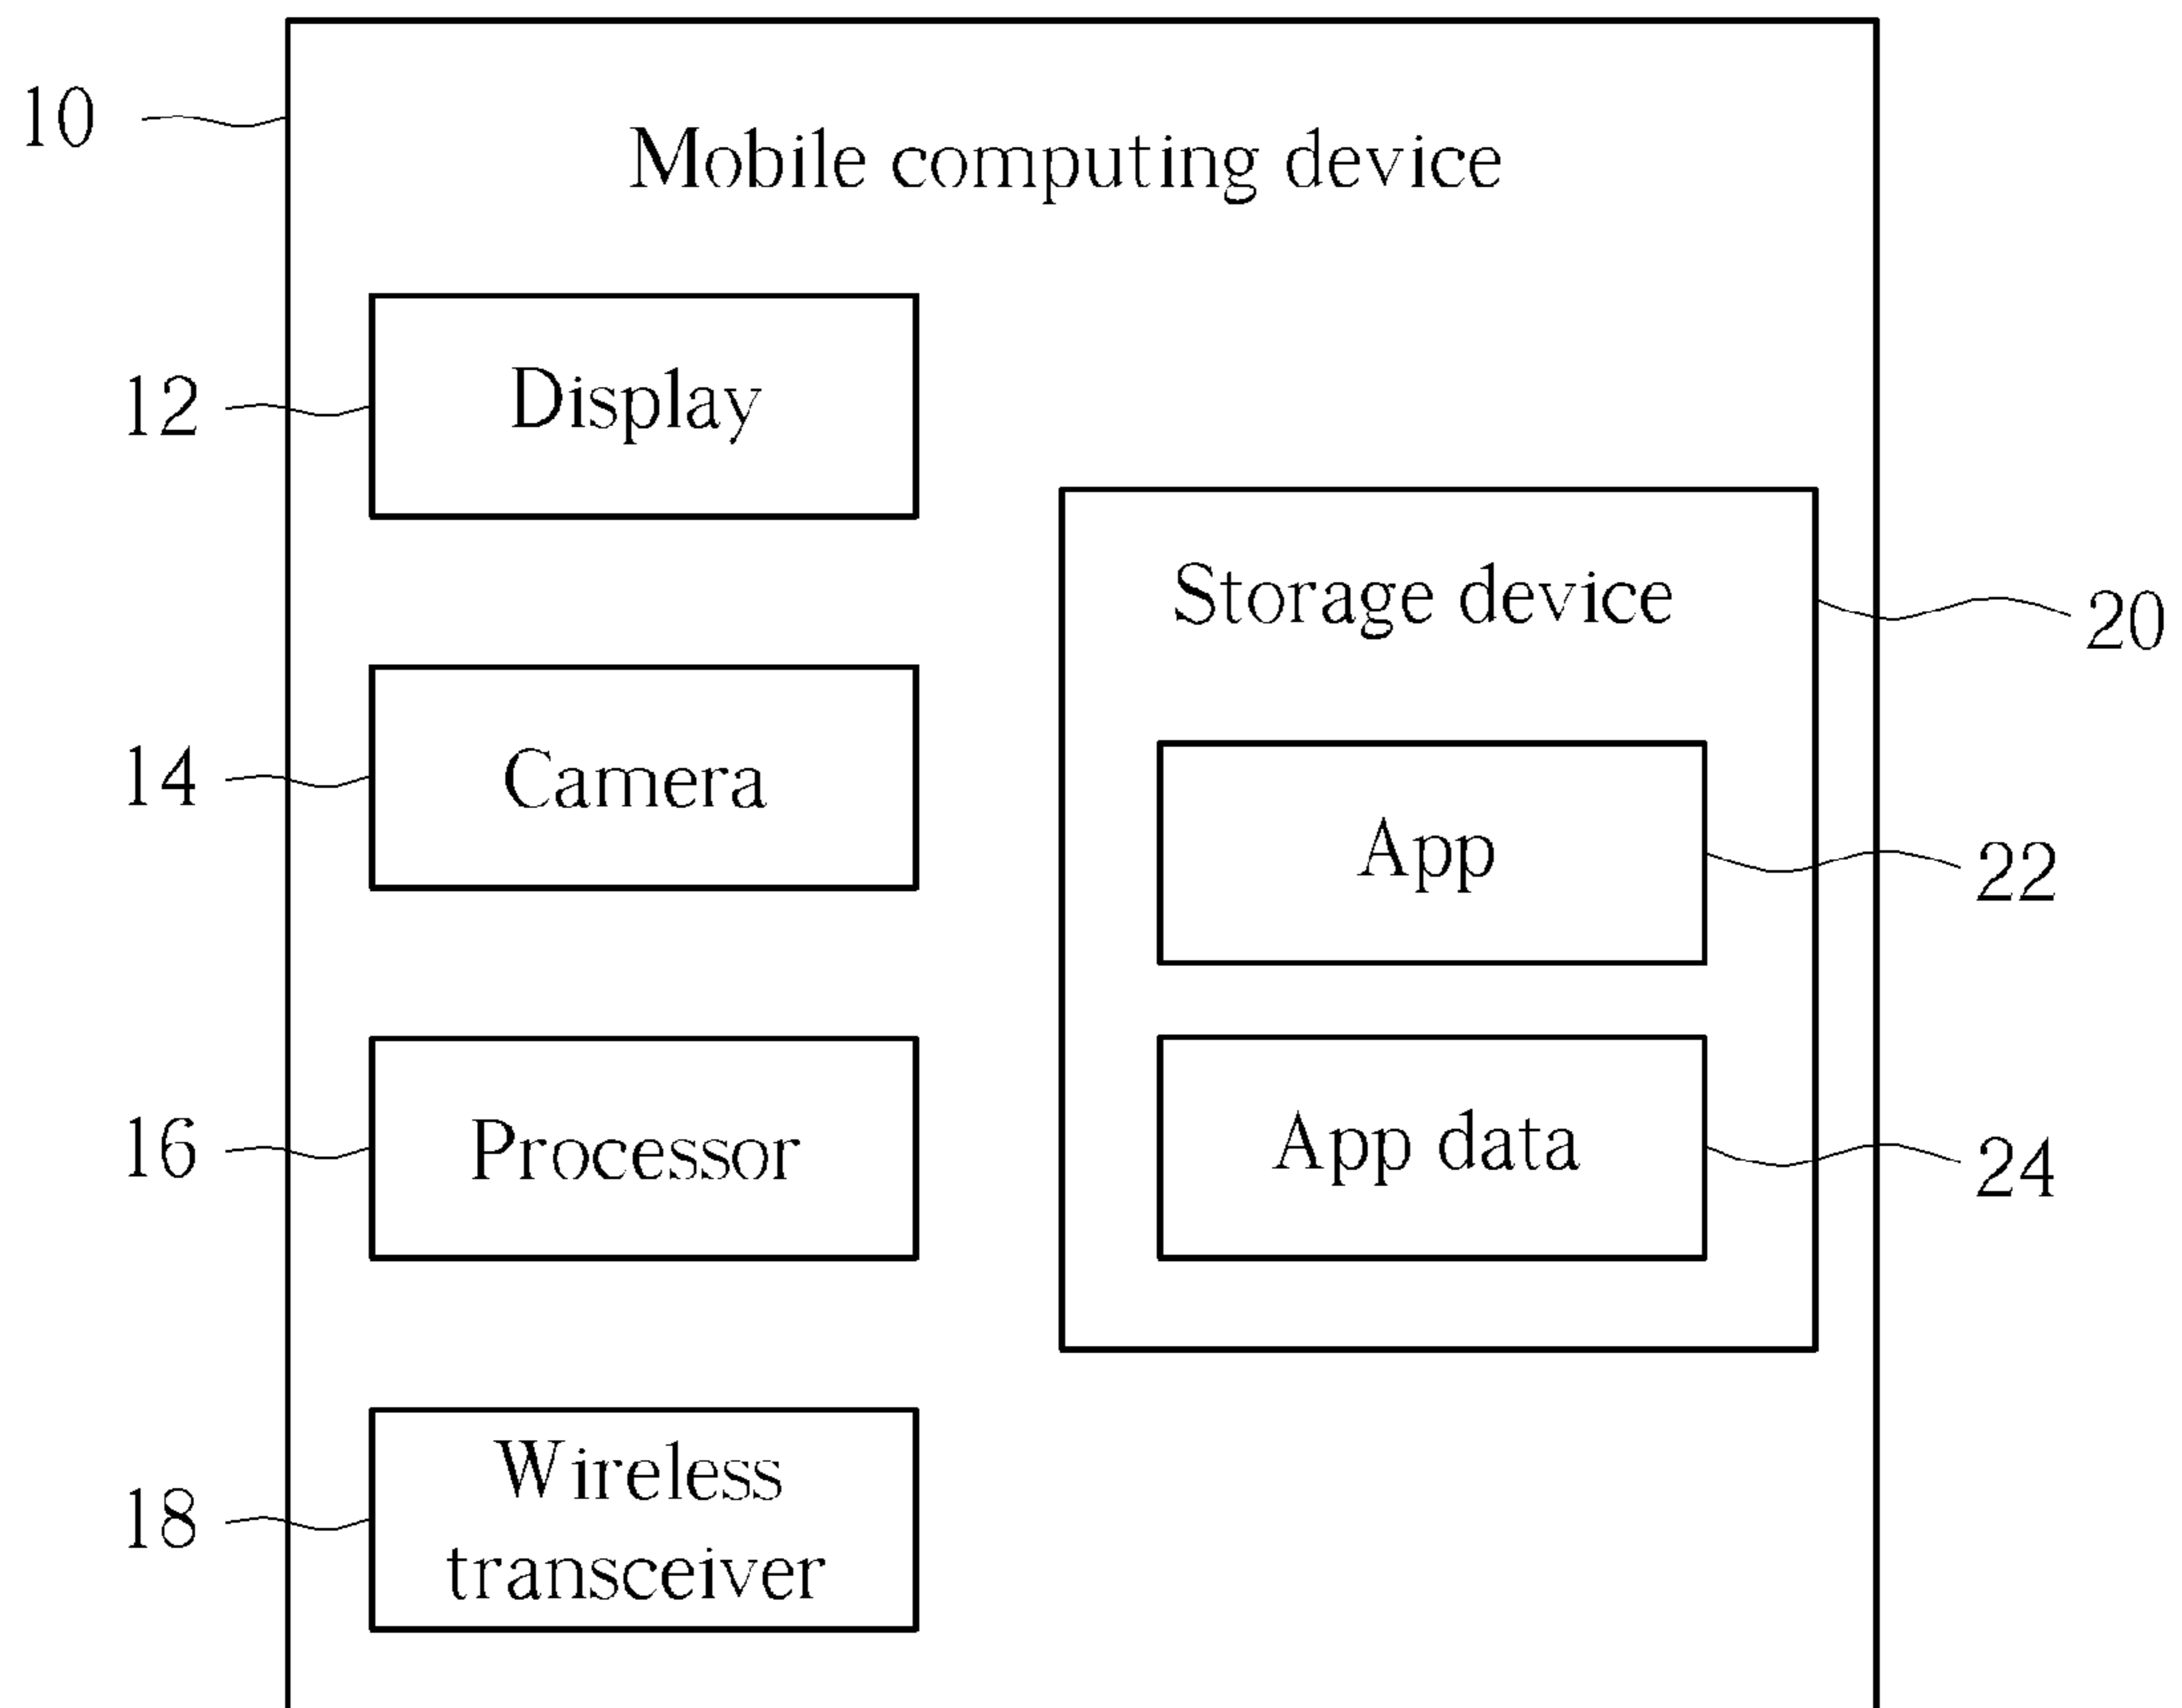 10
Mobile computing device
12
Display
14
Camera
16
Processor
18
Wireless
transceiver
Storage device
20
App
22
App data
24